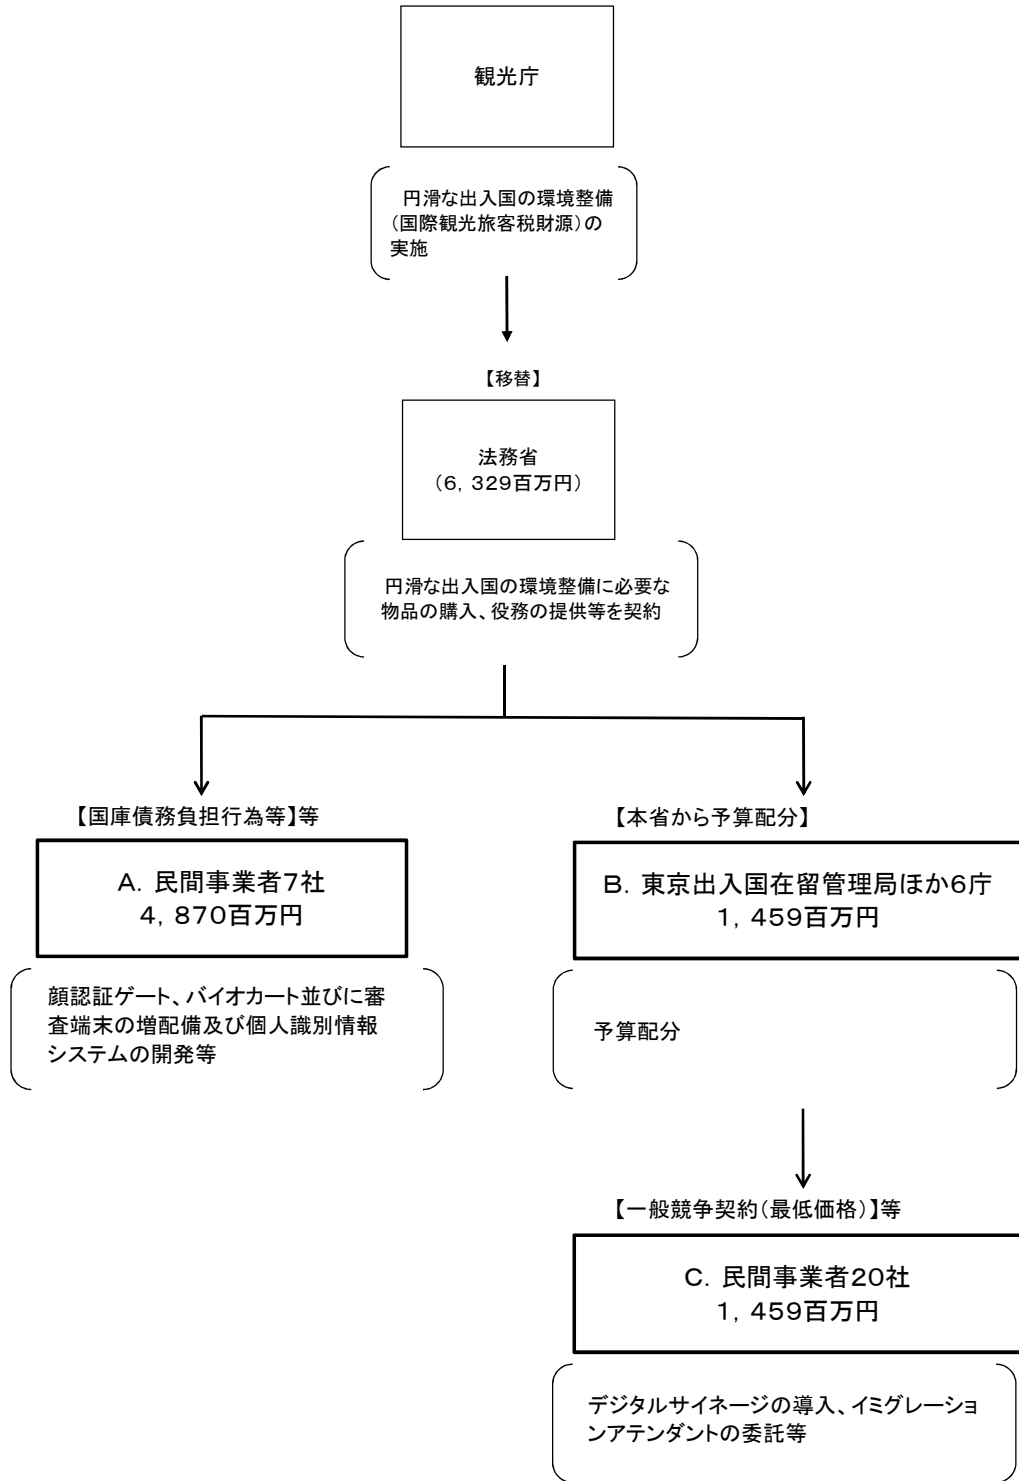 観光庁
円滑な出入国の環境整備
(国際観光旅客税財源)の
実施
【移替】
法務省
(6,329百万円)
円滑な出入国の環境整備に必要な
物品の購入、役務の提供等を契約
【国庫債務負担行為等】等
A.民間事業者7社
4,870百万円
顔認証ゲート、バイオカート並びに審
査端末の増配備及び個人識別情報
システムの開発等
【本省から予算配分】
B.東京出入国在留管理局ほか6庁
1,459百万円
予算配分
【一般競争契約(最低価格)】等
C.民間事業者20社
1,459百万円
デジタルサイネージの導入、イミグレーショ
ンアテンダントの委託等